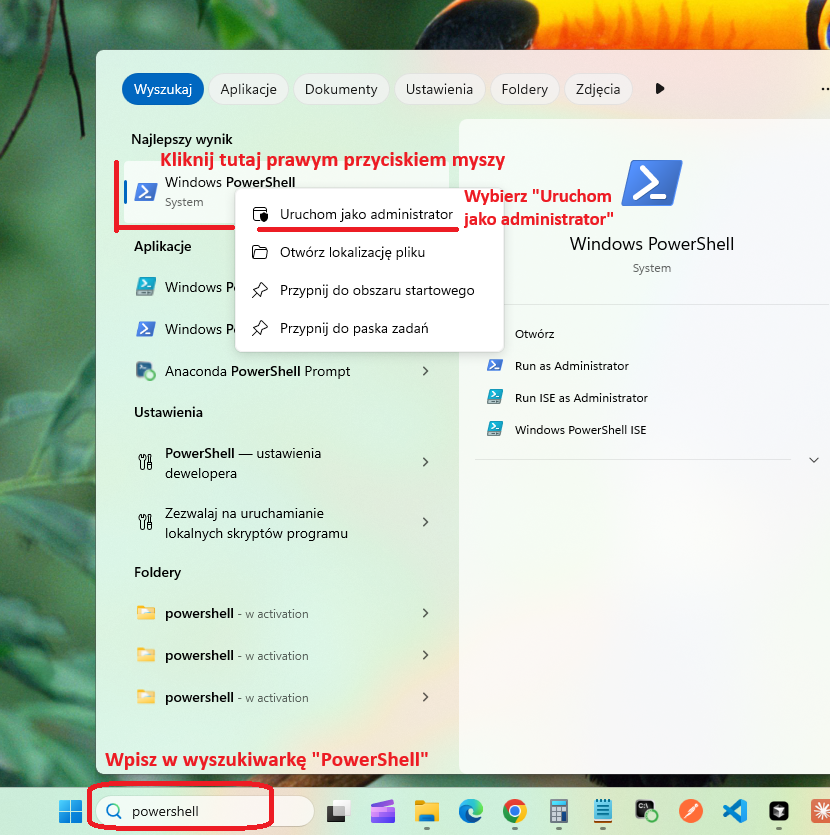 Wyszukaj
Aplikacje
Dokumenty
Ustawienia
Foldery
Zdjęcia
Najlepszy wynik
Kliknij tutaj prawym przyciskiem myszy
Windows PowerShell
System
Uruchom jako administrator
Otwórz lokalizację pliku
Przypnij do obszaru startowego
Przypnij do paska zadań
Wybierz "Uruchom
jako administrator"
Aplikacje
Windows
Windows
Anaconda PowerShell Prompt
Ustawienia
PowerShell — ustawienia
dewelopera
Zezwalaj na uruchamianie
lokalnych skryptów programu
Foldery
powershell - w activation
powershell - w activation
powershell - w activation
Windows PowerShell
System
Otwórz
Run as Administrator
Run ISE as Administrator
Windows PowerShell ISE
Wpisz w wyszukiwarkę "PowerShell"
powershell